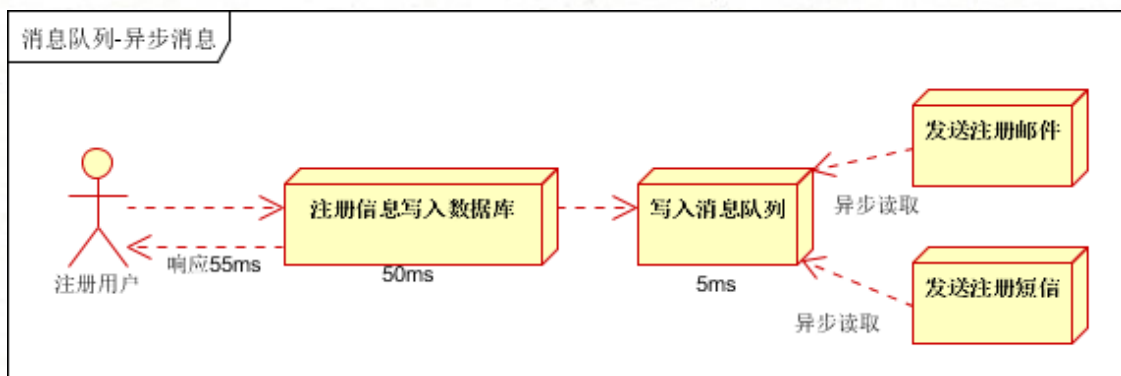 消息队列-异步消息
发送注册邮件
注册信息写入数据库
写入消息队列
异步读取
响应55ms
50ms
5ms
注册用户
发送注册短信
异步读取